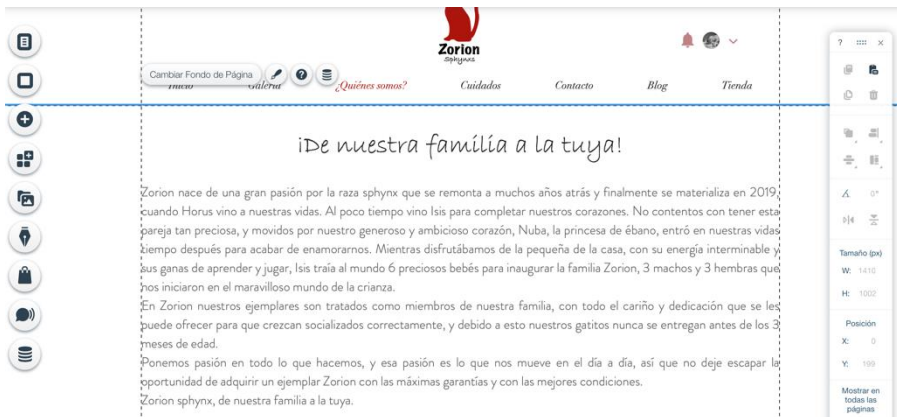 Zorion
Sphynxs
Cambiar Fondo de Página
Inicio Galería ¿Quiénes somos? Cuidados Contacto Blog Tienda
¡De nuestra familia a la tuya!
Zorion nace de una gran pasión por la raza sphynx que se remonta a muchos años atrás y finalmente se materializa en 2019,
cuando Horus vino a nuestras vidas. Al poco tiempo vino Isis para completar nuestros corazones. No contentos con tener esta
pareja tan preciosa, y movidos por nuestro generoso y ambicioso corazón, Nuba, la princesa de ébano, entró en nuestras vidas
tiempo después para acabar de enamorarnos. Mientras disfrutábamos de la pequeña de la casa, con su energía interminable y
sus ganas de aprender y jugar, Isis traía al mundo 6 preciosos bebés para inaugurar la familia Zorion, 3 machos y 3 hembras que
nos iniciaron en el maravilloso mundo de la crianza.
En Zorion nuestros ejemplares son tratados como miembros de nuestra familia, con todo el cariño y dedicación que se les
puede ofrecer para que crezcan socializados correctamente, y debido a esto nuestros gatitos nunca se entregan antes de los 3
meses de edad.
Ponemos pasión en todo lo que hacemos, y esa pasión es lo que nos mueve en el día a día, así que no deje escapar la
oportunidad de adquirir un ejemplar Zorion con las máximas garantías y con las mejores condiciones.
Zorion sphynx, de nuestra familia a la tuya.
?
0°
Tamaño (px)
W: 1410
H: 1002
Posición
X: 0
Y: 199
Mostrar en
todas las
páginas